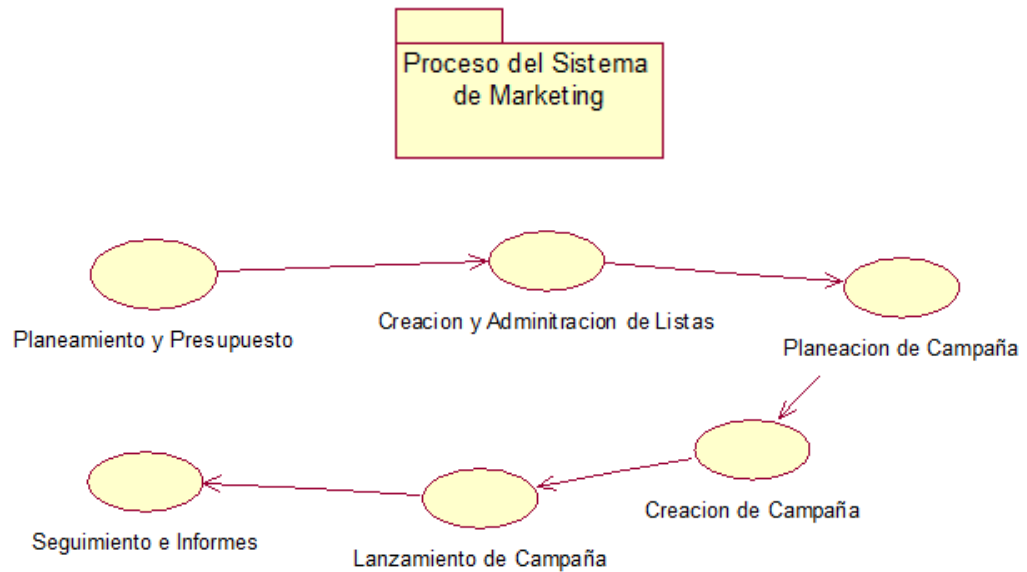 Proceso del Sistema
de Marketing
Planeamiento y Presupuesto
Creacion y Adminitracion de Listas
Planeacion de Campaña
Creacion de Campaña
Lanzamiento de Campaña
Seguimiento e Informes